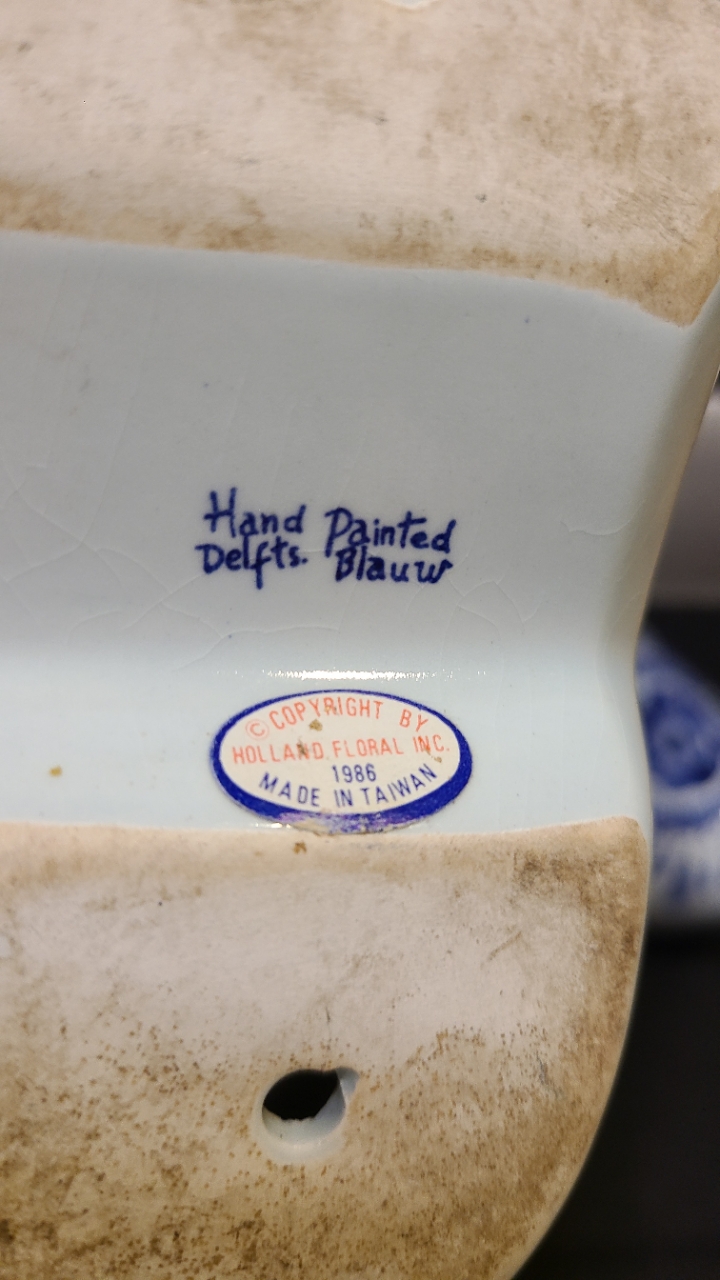 Hand Painted
Delfts. Blauw
© COPYRIGHT BY
HOLLAND FLORAL INC.
1986
MADE IN TAIWAN